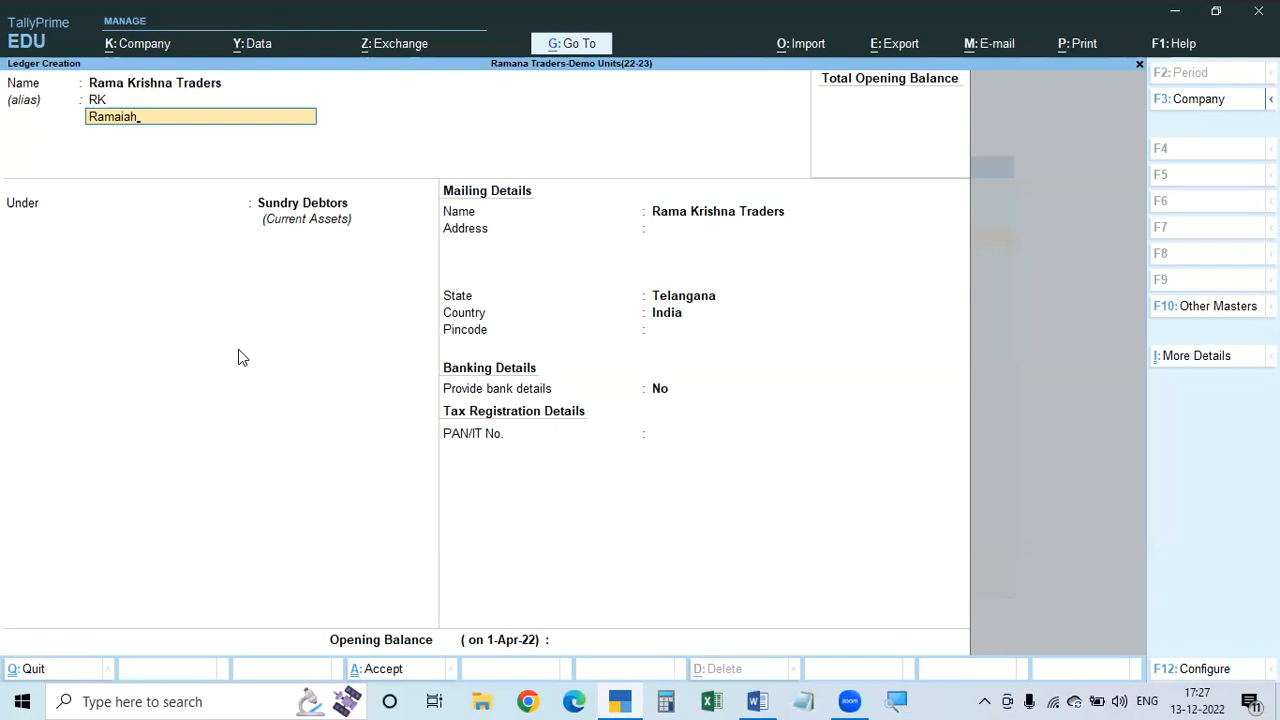 TallyPrime
EDU
MANAGE
K: Company
Y: Data
Z: Exchange
G: Go To
O: Import
E: Export
M: E-mail
P: Print
F1: Help
Ledger Creation
Ramana Traders-Demo Units(22-23)
Name : Rama Krishna Traders
(alias) : RK
Ramaiah
Total Opening Balance
Under : Sundry Debtors
(Current Assets)
Mailing Details
Name : Rama Krishna Traders
Address :
State : Telangana
Country : India
Pincode :
Banking Details
Provide bank details : No
Tax Registration Details
PAN/IT No. :
Opening Balance ( on 1-Apr-22) :
F2: Period
F3: Company
F4
F5
F6
F7
F8
F9
F10: Other Masters
I: More Details
Q: Quit
A: Accept
D: Delete
F12: Configure
Type here to search
ENG
17:27
13-12-2022
11